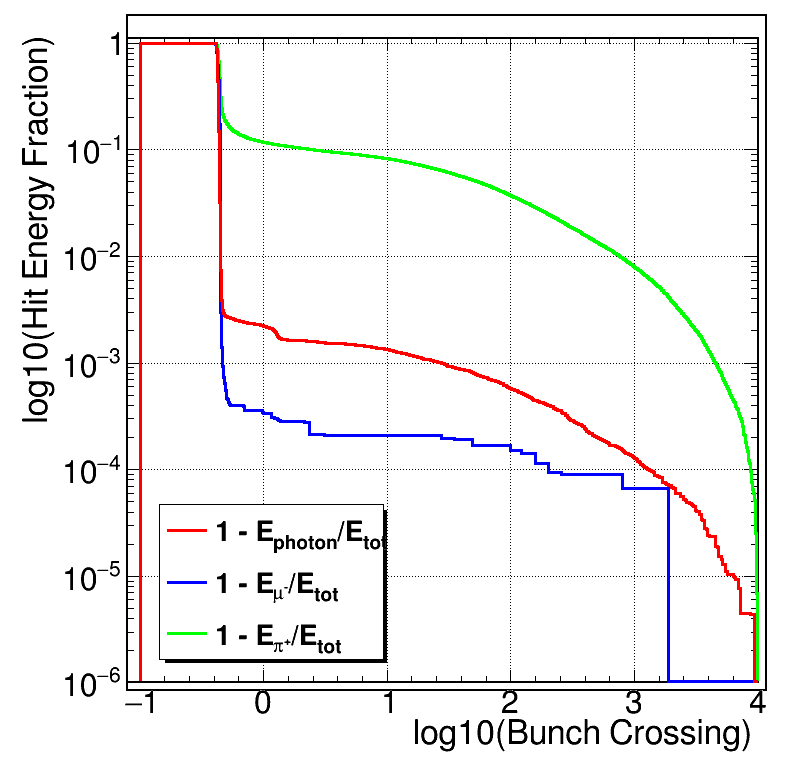 log10(Hit Energy Fraction)
1
10⁻¹
10⁻²
10⁻³
10⁻⁴
10⁻⁵
10⁻⁶
1 - E_photon/E_tot
1 - E_μ⁻/E_tot
1 - E_π⁺/E_tot
−1 0 1 2 3 4
log10(Bunch Crossing)